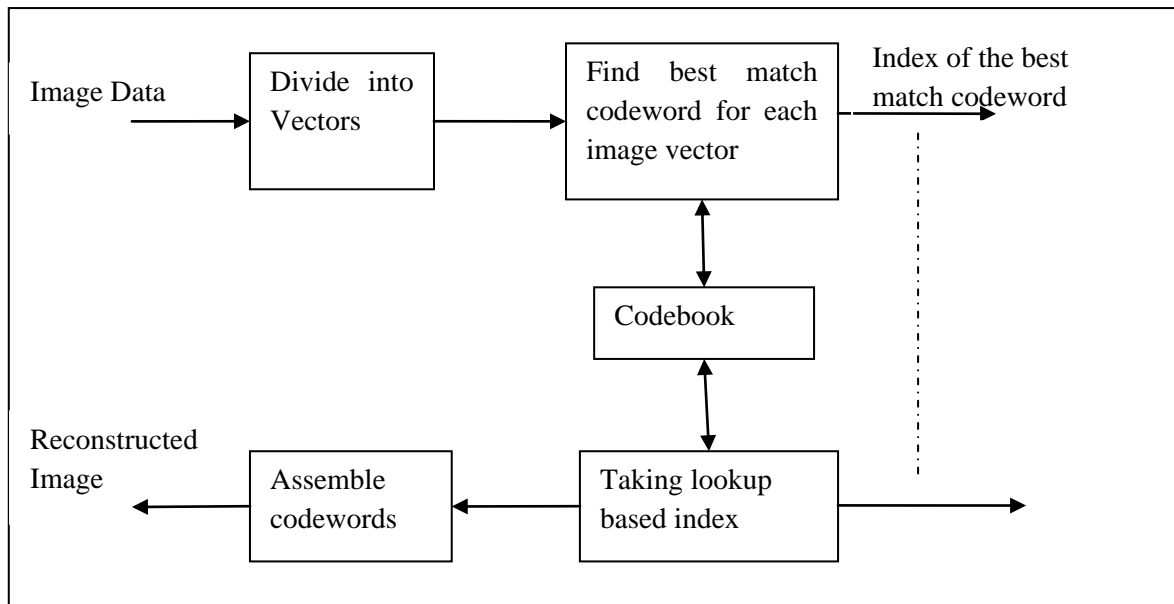 Image Data
Divide into
Vectors
Find best match
codeword for each
image vector
Index of the best
match codeword
Codebook
Reconstructed
Image
Assemble
codewords
Taking lookup
based index